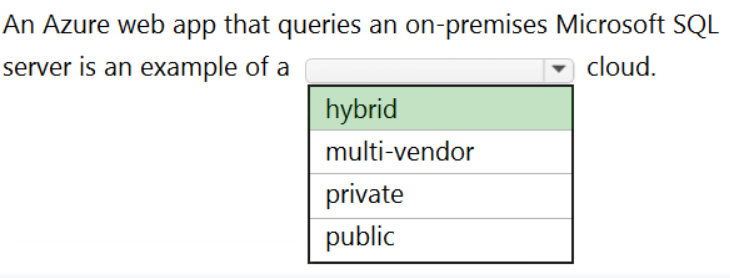 An Azure web app that queries an on-premises Microsoft SQL
server is an example of a cloud.
hybrid
multi-vendor
private
public